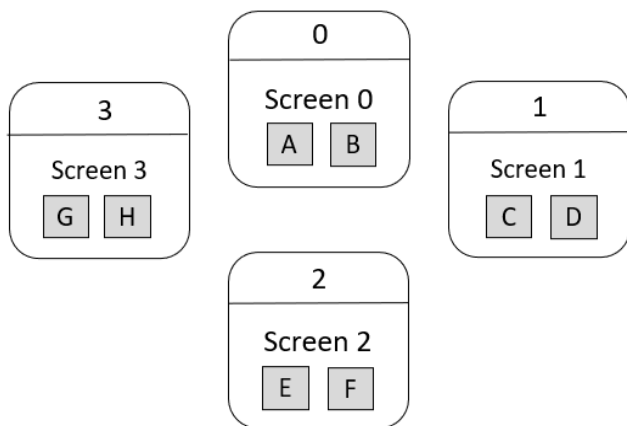 0
Screen 0
A B
3
Screen 3
G H
1
Screen 1
C D
2
Screen 2
E F